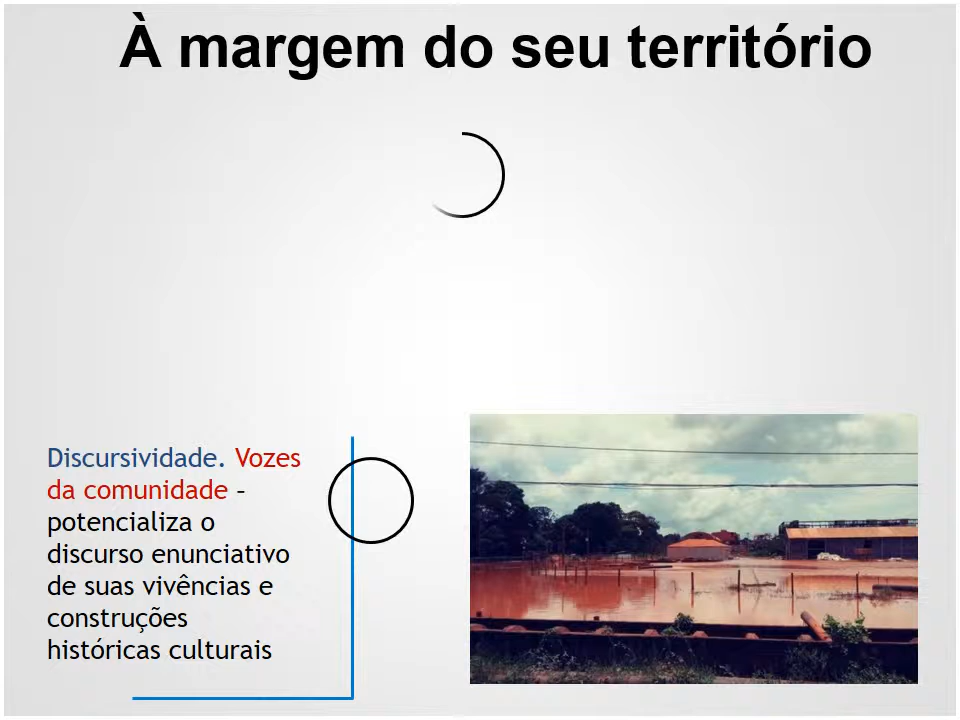 À margem do seu território
Discursividade. Vozes
da comunidade –
potencializa o
discurso enunciativo
de suas vivências e
construções
históricas culturais